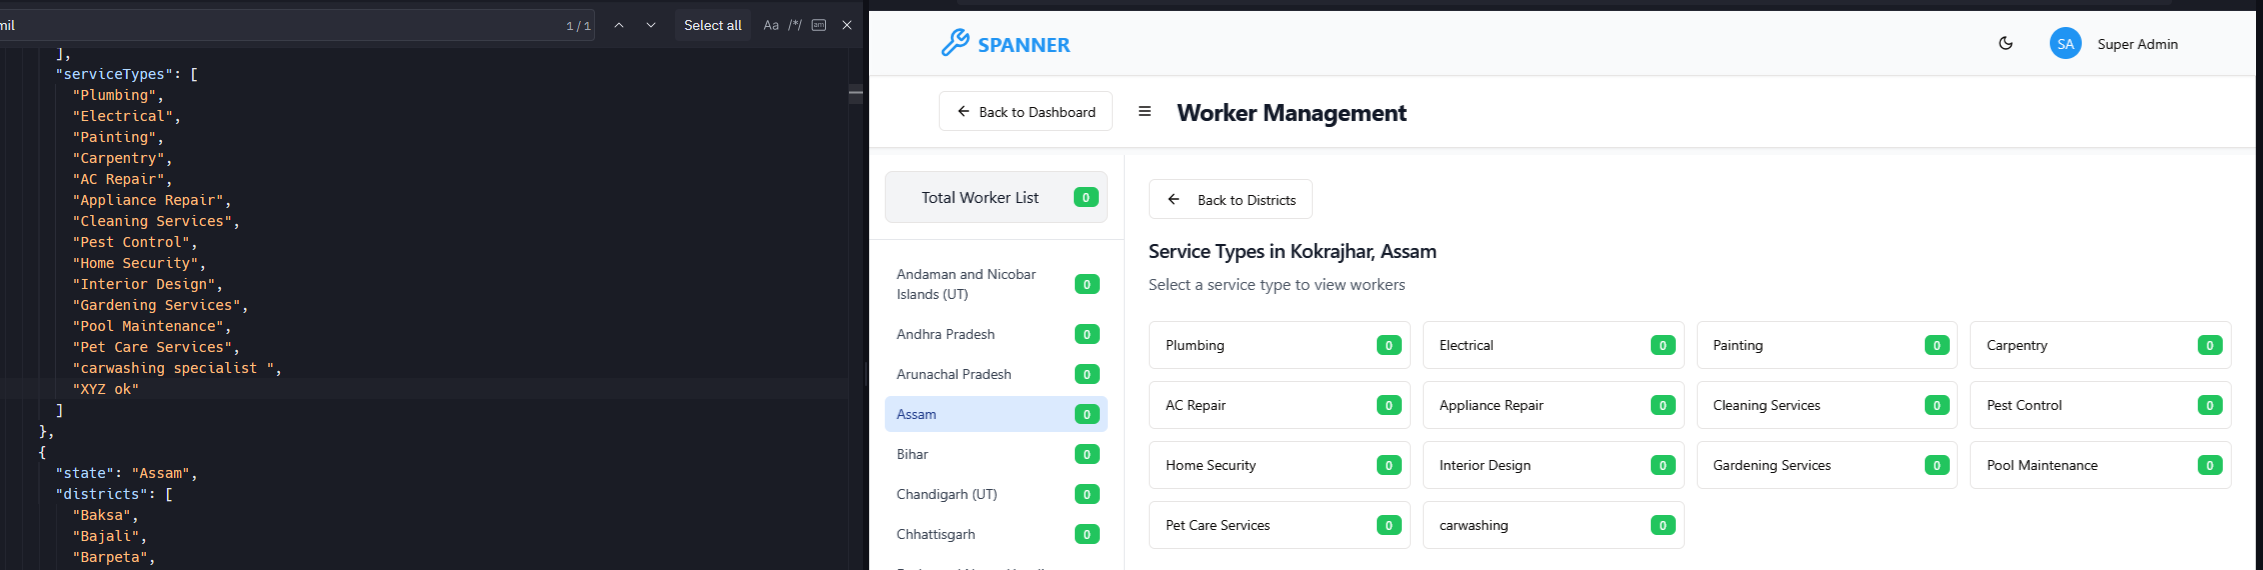 mil
1/1
Select all
Aa
/*/
am
],
"serviceTypes": [
"Plumbing",
"Electrical",
"Painting",
"Carpentry",
"AC Repair",
"Appliance Repair",
"Cleaning Services",
"Pest Control",
"Home Security",
"Interior Design",
"Gardening Services",
"Pool Maintenance",
"Pet Care Services",
"carwashing specialist ",
"XYZ ok"
]
},
{
"state": "Assam",
"districts": [
"Baksa",
"Bajali",
"Barpeta",
SPANNER
SA
Super Admin
Back to Dashboard
Worker Management
Total Worker List
0
Andaman and Nicobar
Islands (UT)
0
Andhra Pradesh
0
Arunachal Pradesh
0
Assam
0
Bihar
0
Chandigarh (UT)
0
Chhattisgarh
0
Back to Districts
Service Types in Kokrajhar, Assam
Select a service type to view workers
Plumbing 0
Electrical 0
Painting 0
Carpentry 0
AC Repair 0
Appliance Repair 0
Cleaning Services 0
Pest Control 0
Home Security 0
Interior Design 0
Gardening Services 0
Pool Maintenance 0
Pet Care Services 0
carwashing 0